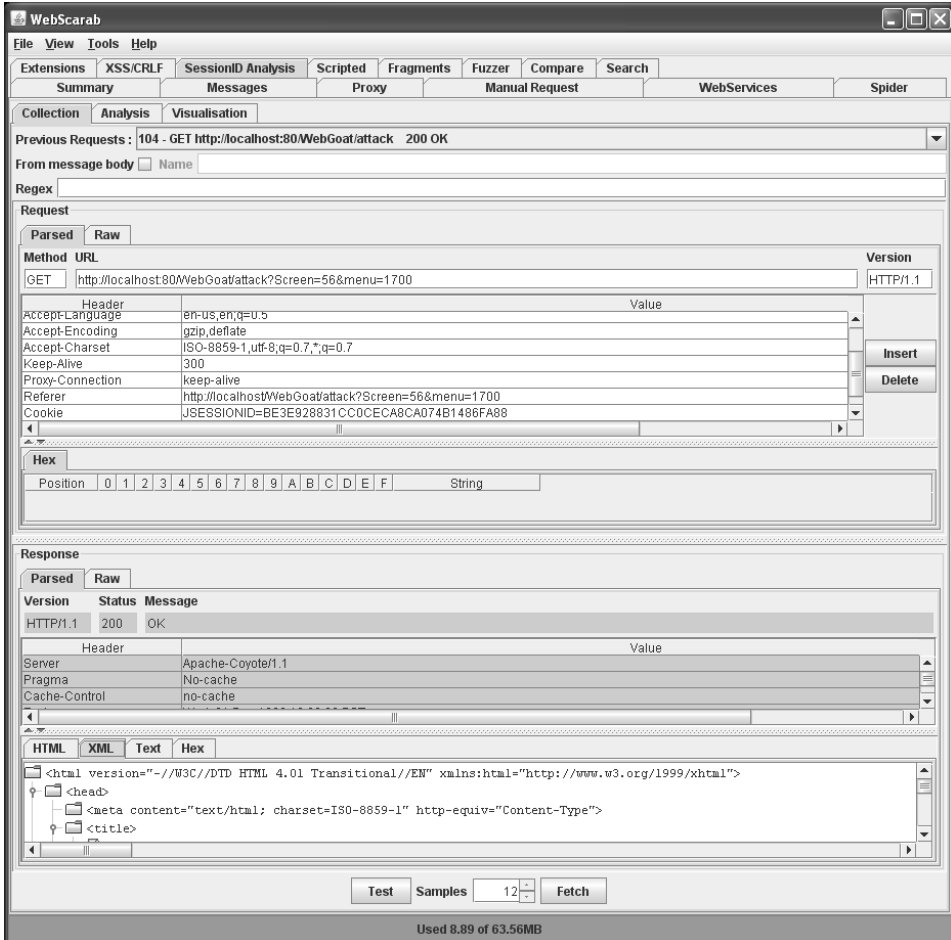 WebScarab
File View Tools Help
Extensions XSS/CRLF SessionID Analysis Scripted Fragments Fuzzer Compare Search
Summary Messages Proxy Manual Request WebServices Spider
Collection Analysis Visualisation
Previous Requests : 104 - GET http://localhost:80/WebGoat/attack 200 OK
From message body Name
Regex
Request
Parsed Raw
Method URL Version
GET http://localhost:80/WebGoat/attack?Screen=56&menu=1700 HTTP/1.1
Header Value
Accept-Language en-us,en;q=0.5
Accept-Encoding gzip,deflate
Accept-Charset ISO-8859-1,utf-8;q=0.7,*;q=0.7
Keep-Alive 300
Proxy-Connection keep-alive
Referer http://localhost/WebGoat/attack?Screen=56&menu=1700
Cookie JSESSIONID=BE3E928831CC0CECA8CA074B1486FA88
Insert
Delete
Hex
Position 0 1 2 3 4 5 6 7 8 9 A B C D E F String
Response
Parsed Raw
Version Status Message
HTTP/1.1 200 OK
Header Value
Server Apache-Coyote/1.1
Pragma No-cache
Cache-Control no-cache
HTML XML Text Hex
<html version="-//W3C//DTD HTML 4.01 Transitional//EN" xmlns:html="http://www.w3.org/1999/xhtml">
<head>
<meta content="text/html; charset=ISO-8859-1" http-equiv="Content-Type">
<title>
Test Samples 12 Fetch
Used 8.89 of 63.56MB